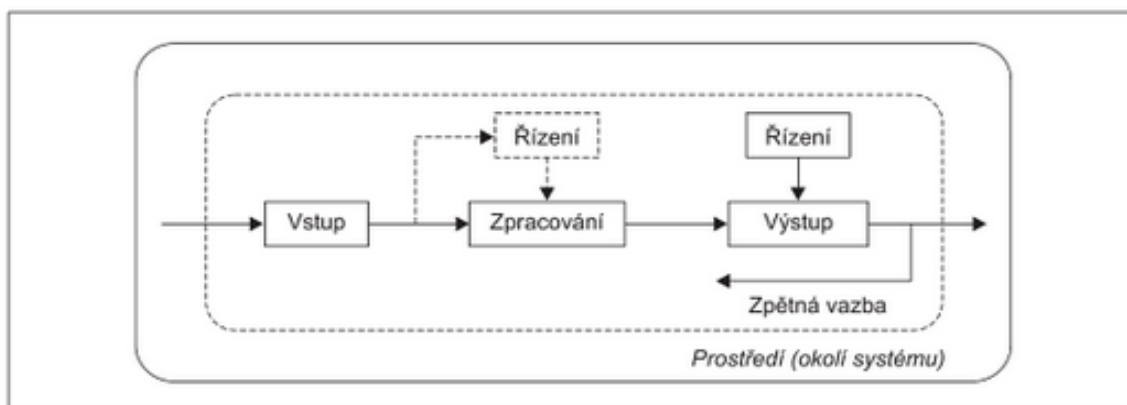 Řízení
Řízení
Vstup
Zpracování
Výstup
Zpětná vazba
Prostředí (okolí systému)